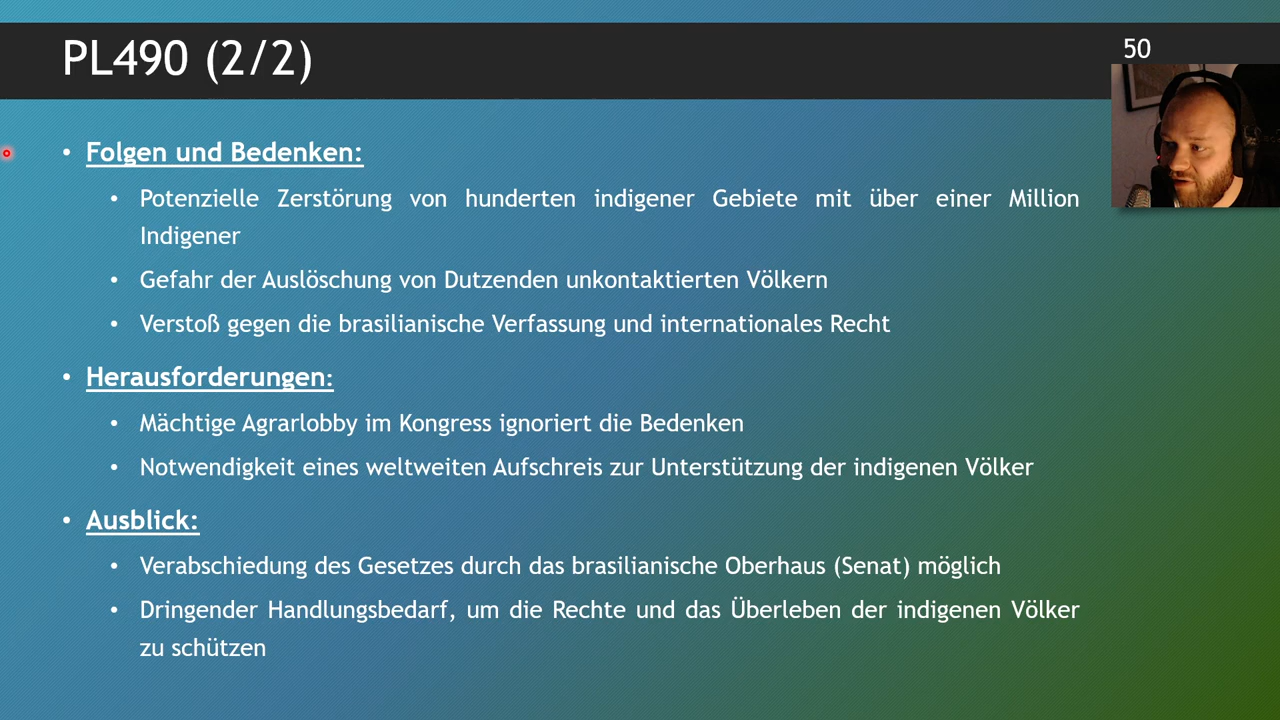 PL490 (2/2)
50
• Folgen und Bedenken:
• Potenzielle Zerstörung von hunderten indigener Gebiete mit über einer Million
Indigener
• Gefahr der Auslöschung von Dutzenden unkontaktierten Völkern
• Verstoß gegen die brasilianische Verfassung und internationales Recht
• Herausforderungen:
• Mächtige Agrarlobby im Kongress ignoriert die Bedenken
• Notwendigkeit eines weltweiten Aufschreis zur Unterstützung der indigenen Völker
• Ausblick:
• Verabschiedung des Gesetzes durch das brasilianische Oberhaus (Senat) möglich
• Dringender Handlungsbedarf, um die Rechte und das Überleben der indigenen Völker
zu schützen